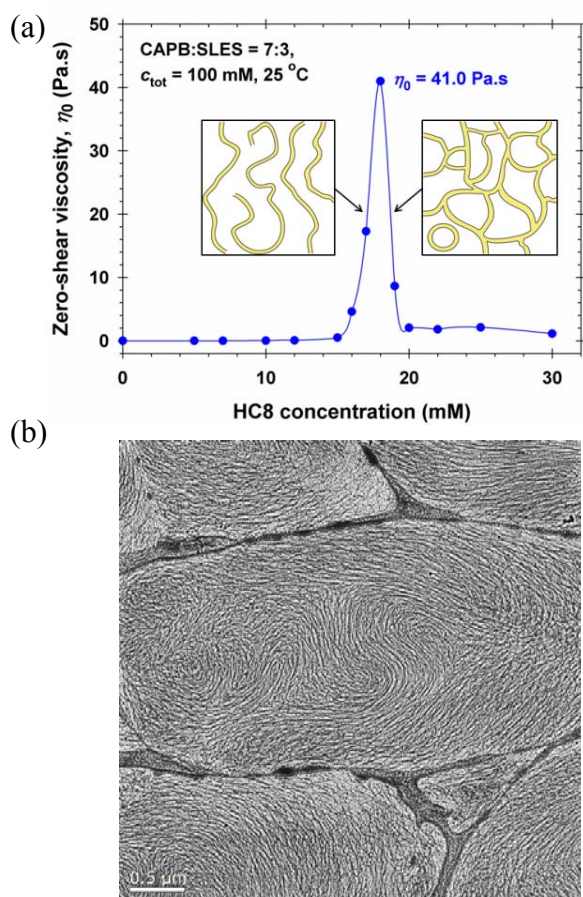 (a)
CAPB:SLES = 7:3,
c_tot = 100 mM, 25 °C
η₀ = 41.0 Pa.s
Zero-shear viscosity, η₀ (Pa.s)
50
40
30
20
10
0
0
10
20
30
HC8 concentration (mM)
(b)
0.5 μm